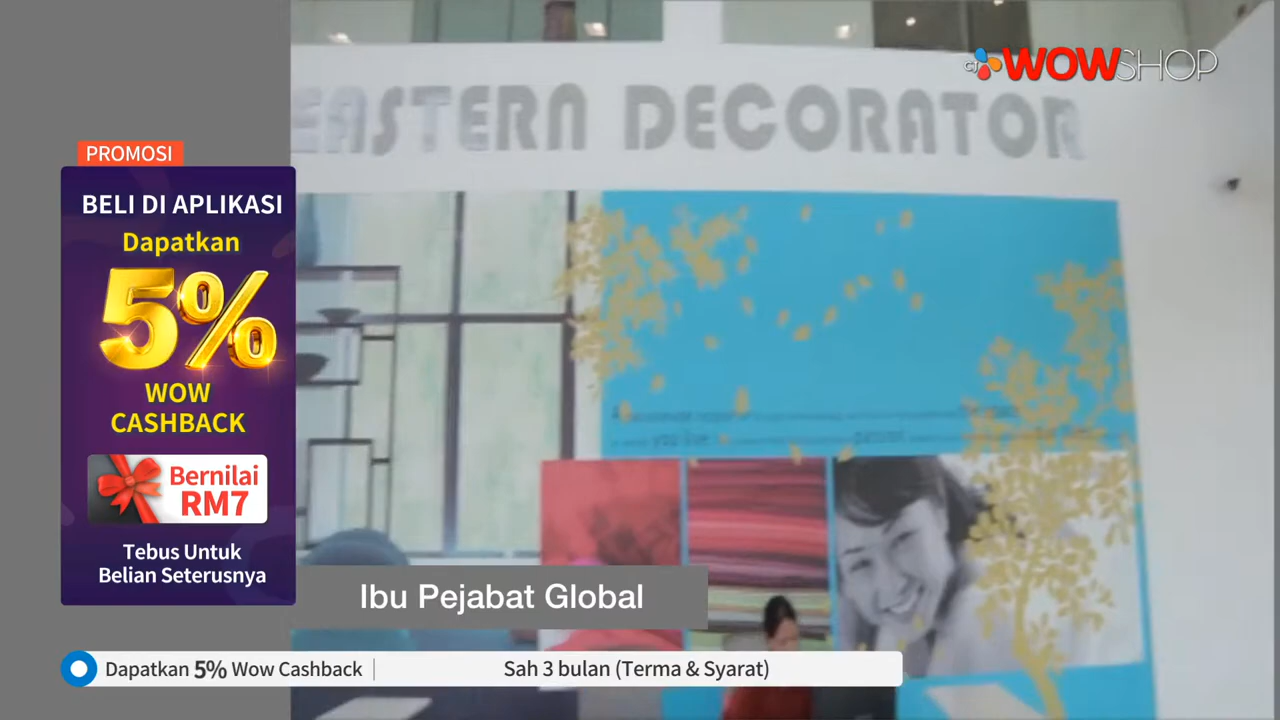 CJ WOWSHOP
EASTERN DECORATOR
PROMOSI
BELI DI APLIKASI
Dapatkan
5%
WOW
CASHBACK
Bernilai
RM7
Tebus Untuk
Belian Seterusnya
Ibu Pejabat Global
Dapatkan 5% Wow Cashback
Sah 3 bulan (Terma & Syarat)